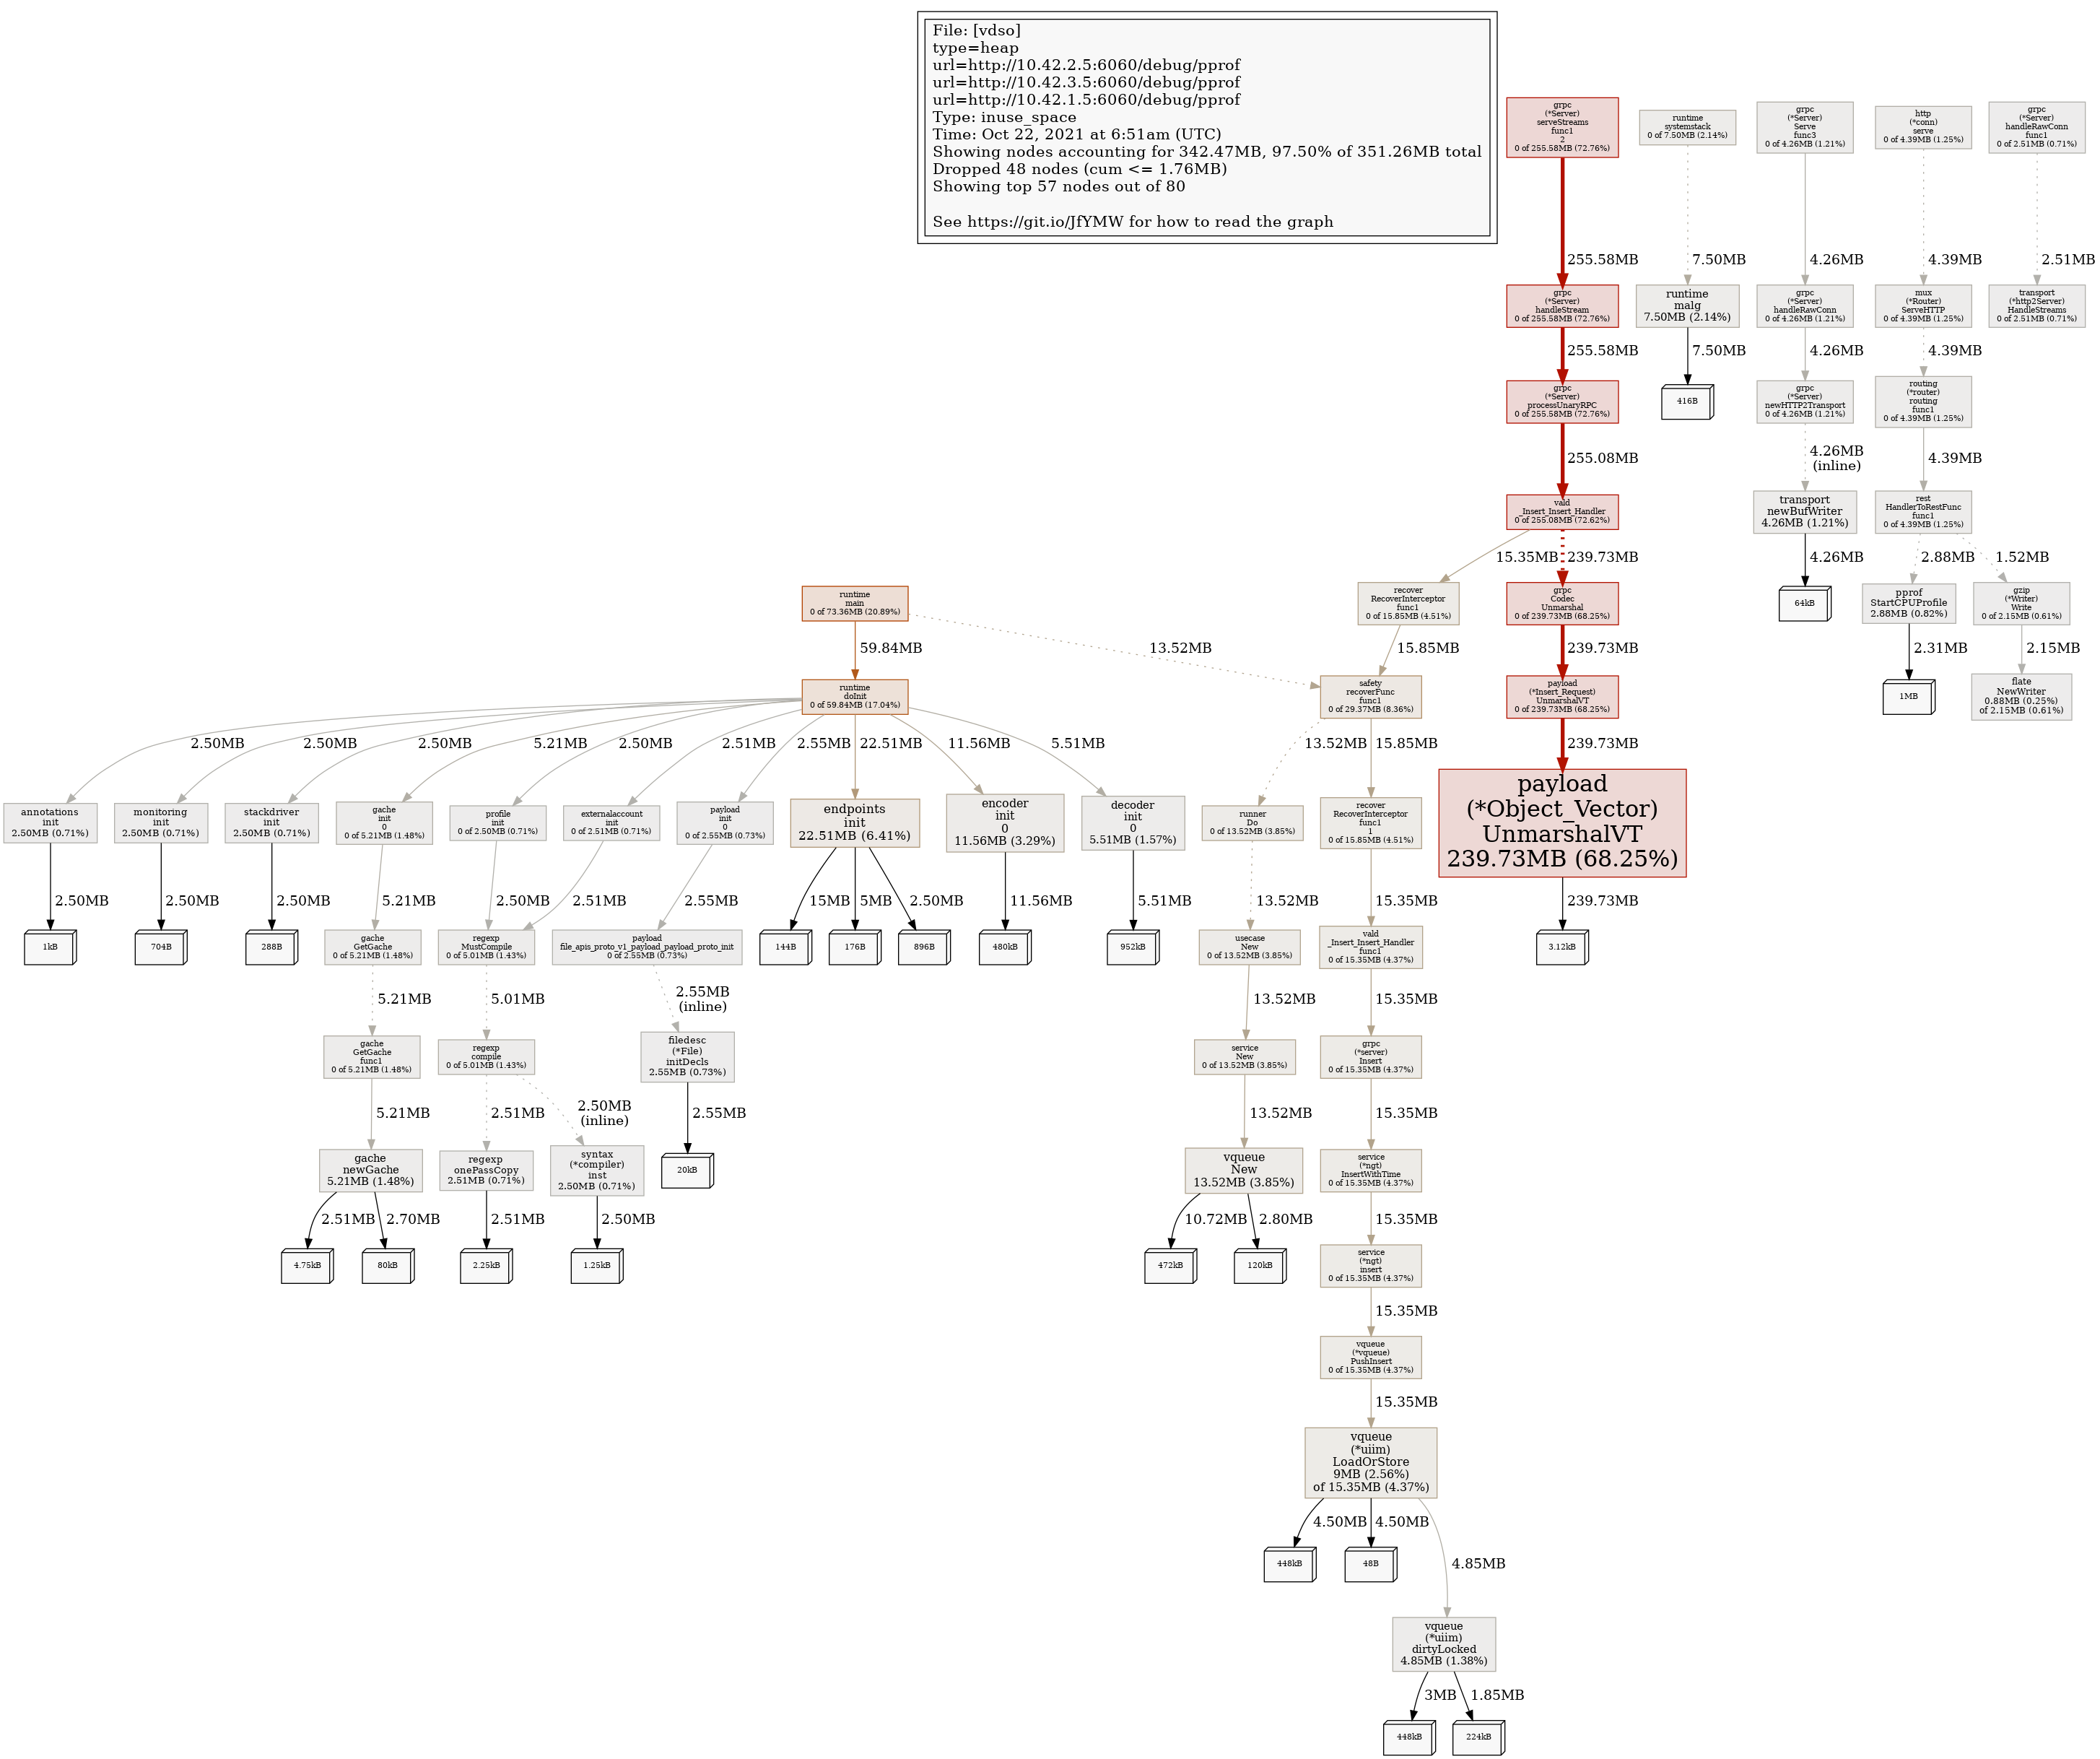 File: [vdso]
type=heap
url=http://10.42.2.5:6060/debug/pprof
url=http://10.42.3.5:6060/debug/pprof
url=http://10.42.1.5:6060/debug/pprof
Type: inuse_space
Time: Oct 22, 2021 at 6:51am (UTC)
Showing nodes accounting for 342.47MB, 97.50% of 351.26MB total
Dropped 48 nodes (cum <= 1.76MB)
Showing top 57 nodes out of 80
See https://git.io/JfYMW for how to read the graph
grpc
(*Server)
serveStreams
func1
2
0 of 255.58MB (72.76%)
runtime
systemstack
0 of 7.50MB (2.14%)
grpc
(*Server)
Serve
func3
0 of 4.26MB (1.21%)
http
(*conn)
serve
0 of 4.39MB (1.25%)
grpc
(*Server)
handleRawConn
func1
0 of 2.51MB (0.71%)
255.58MB
7.50MB
4.26MB
4.39MB
2.51MB
grpc
(*Server)
handleStream
0 of 255.58MB (72.76%)
runtime
malg
7.50MB (2.14%)
grpc
(*Server)
handleRawConn
0 of 4.26MB (1.21%)
mux
(*Router)
ServeHTTP
0 of 4.39MB (1.25%)
transport
(*http2Server)
HandleStreams
0 of 2.51MB (0.71%)
255.58MB
7.50MB
4.26MB
4.39MB
grpc
(*Server)
processUnaryRPC
0 of 255.58MB (72.76%)
416B
grpc
(*Server)
newHTTP2Transport
0 of 4.26MB (1.21%)
routing
(*router)
routing
func1
0 of 4.39MB (1.25%)
255.08MB
4.26MB
(inline)
4.39MB
vald
_Insert_Insert_Handler
0 of 255.08MB (72.62%)
transport
newBufWriter
4.26MB (1.21%)
rest
HandlerToRestFunc
func1
0 of 4.39MB (1.25%)
15.35MB
239.73MB
4.26MB
2.88MB
1.52MB
runtime
main
0 of 73.36MB (20.89%)
recover
RecoverInterceptor
func1
0 of 15.85MB (4.51%)
grpc
Codec
Unmarshal
0 of 239.73MB (68.25%)
64kB
pprof
StartCPUProfile
2.88MB (0.82%)
gzip
(*Writer)
Write
0 of 2.15MB (0.61%)
59.84MB
13.52MB
15.85MB
239.73MB
2.31MB
2.15MB
runtime
doInit
0 of 59.84MB (17.04%)
safety
recoverFunc
func1
0 of 29.37MB (8.36%)
payload
(*Insert_Request)
UnmarshalVT
0 of 239.73MB (68.25%)
1MB
flate
NewWriter
0.88MB (0.25%)
of 2.15MB (0.61%)
2.50MB
2.50MB
2.50MB
5.21MB
2.50MB
2.51MB
2.55MB
22.51MB
11.56MB
5.51MB
13.52MB
15.85MB
239.73MB
annotations
init
2.50MB (0.71%)
monitoring
init
2.50MB (0.71%)
stackdriver
init
2.50MB (0.71%)
gache
init
0
0 of 5.21MB (1.48%)
profile
init
0 of 2.50MB (0.71%)
externalaccount
init
0 of 2.51MB (0.71%)
payload
init
0
0 of 2.55MB (0.73%)
endpoints
init
22.51MB (6.41%)
encoder
init
0
11.56MB (3.29%)
decoder
init
0
5.51MB (1.57%)
runner
Do
0 of 13.52MB (3.85%)
recover
RecoverInterceptor
func1
1
0 of 15.85MB (4.51%)
payload
(*Object_Vector)
UnmarshalVT
239.73MB (68.25%)
2.50MB
2.50MB
2.50MB
5.21MB
2.50MB
2.51MB
2.55MB
15MB
5MB
2.50MB
11.56MB
5.51MB
13.52MB
15.35MB
239.73MB
1kB
704B
288B
gache
GetGache
0 of 5.21MB (1.48%)
regexp
MustCompile
0 of 5.01MB (1.43%)
payload
file_apis_proto_v1_payload_payload_proto_init
0 of 2.55MB (0.73%)
144B
176B
896B
480kB
952kB
usecase
New
0 of 13.52MB (3.85%)
vald
_Insert_Insert_Handler
func1
0 of 15.35MB (4.37%)
3.12kB
5.21MB
5.01MB
2.55MB
(inline)
13.52MB
15.35MB
gache
GetGache
func1
0 of 5.21MB (1.48%)
regexp
compile
0 of 5.01MB (1.43%)
filedesc
(*File)
initDecls
2.55MB (0.73%)
service
New
0 of 13.52MB (3.85%)
grpc
(*server)
Insert
0 of 15.35MB (4.37%)
5.21MB
2.51MB
2.50MB
(inline)
2.55MB
13.52MB
15.35MB
gache
newGache
5.21MB (1.48%)
regexp
onePassCopy
2.51MB (0.71%)
syntax
(*compiler)
inst
2.50MB (0.71%)
20kB
vqueue
New
13.52MB (3.85%)
service
(*ngt)
InsertWithTime
0 of 15.35MB (4.37%)
2.51MB
2.70MB
2.51MB
2.50MB
10.72MB
2.80MB
15.35MB
4.75kB
80kB
2.25kB
1.25kB
472kB
120kB
service
(*ngt)
insert
0 of 15.35MB (4.37%)
15.35MB
vqueue
(*vqueue)
PushInsert
0 of 15.35MB (4.37%)
15.35MB
vqueue
(*uiim)
LoadOrStore
9MB (2.56%)
of 15.35MB (4.37%)
4.50MB
4.50MB
4.85MB
448kB
48B
vqueue
(*uiim)
dirtyLocked
4.85MB (1.38%)
3MB
1.85MB
448kB
224kB